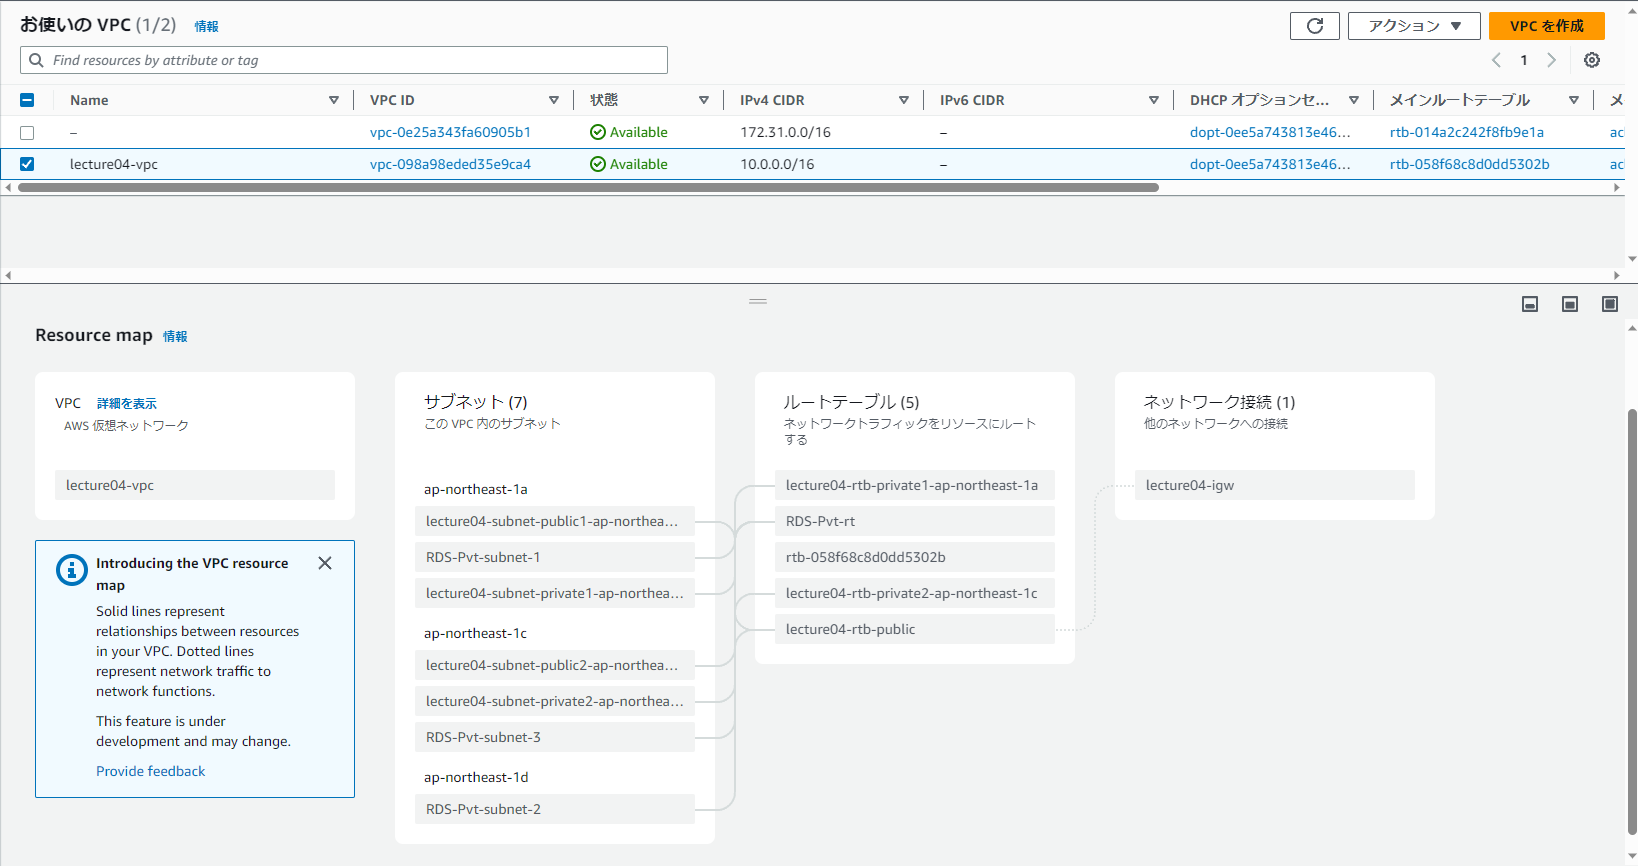 お使いの VPC (1/2) 情報
アクション
VPC を作成
Find resources by attribute or tag
1
Name VPC ID 状態 IPv4 CIDR IPv6 CIDR DHCP オプションセ... メインルートテーブル メ
– vpc-0e25a343fa60905b1 Available 172.31.0.0/16 – dopt-0ee5a743813e46... rtb-014a2c242f8fb9e1a ac
lecture04-vpc vpc-098a98eded35e9ca4 Available 10.0.0.0/16 – dopt-0ee5a743813e46... rtb-058f68c8d0dd5302b ac
Resource map 情報
VPC 詳細を表示
AWS 仮想ネットワーク
lecture04-vpc
Introducing the VPC resource
map
Solid lines represent
relationships between resources
in your VPC. Dotted lines
represent network traffic to
network functions.
This feature is under
development and may change.
Provide feedback
サブネット (7)
この VPC 内のサブネット
ap-northeast-1a
lecture04-subnet-public1-ap-northea...
RDS-Pvt-subnet-1
lecture04-subnet-private1-ap-northea...
ap-northeast-1c
lecture04-subnet-public2-ap-northea...
lecture04-subnet-private2-ap-northea...
RDS-Pvt-subnet-3
ap-northeast-1d
RDS-Pvt-subnet-2
ルートテーブル (5)
ネットワークトラフィックをリソースにルート
する
lecture04-rtb-private1-ap-northeast-1a
RDS-Pvt-rt
rtb-058f68c8d0dd5302b
lecture04-rtb-private2-ap-northeast-1c
lecture04-rtb-public
ネットワーク接続 (1)
他のネットワークへの接続
lecture04-igw